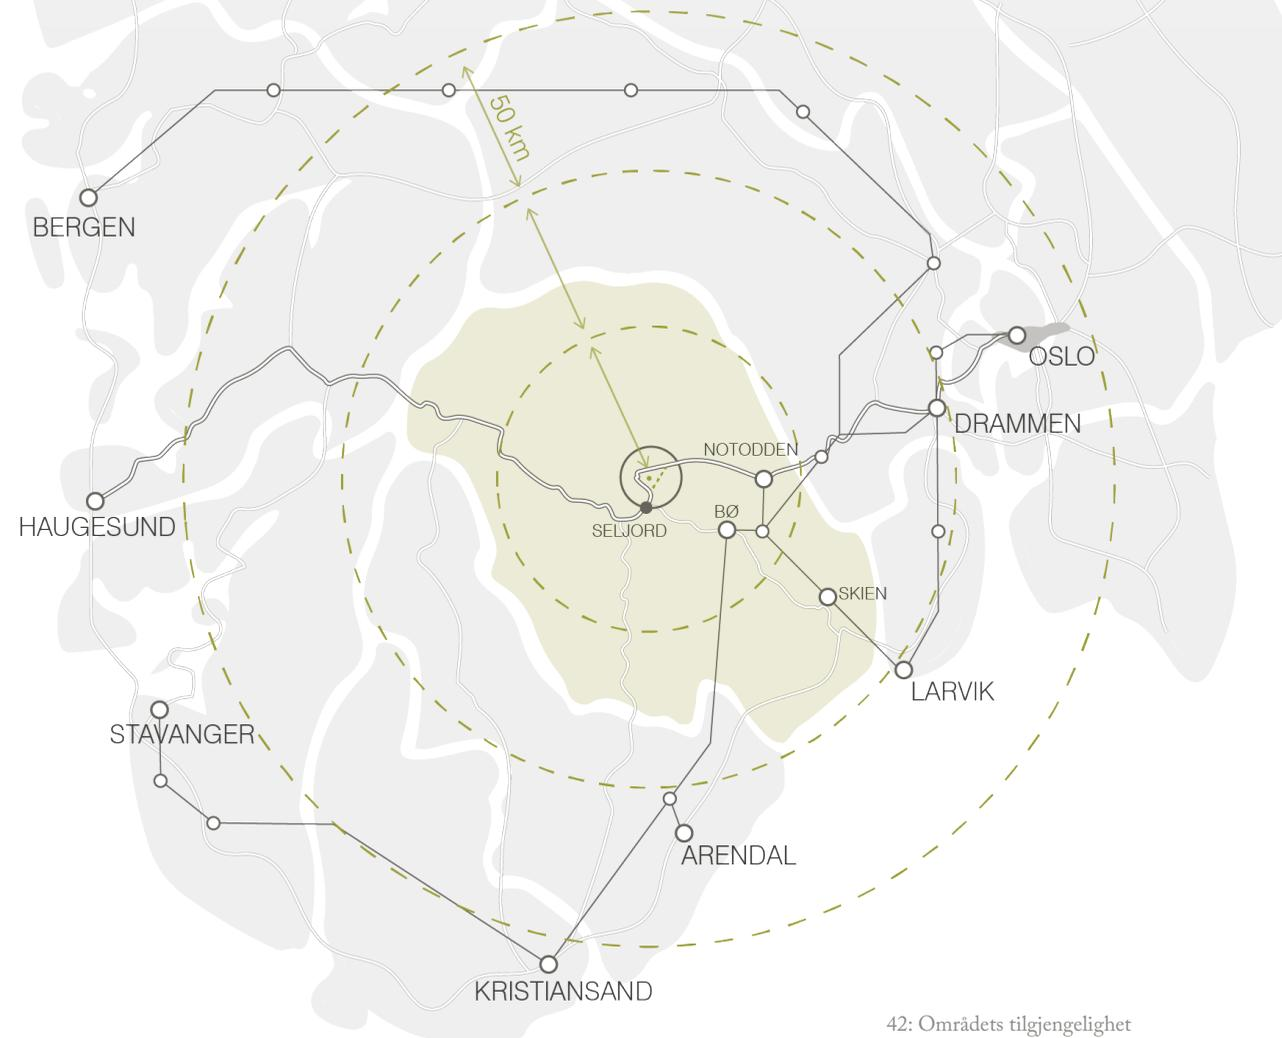 50 km
BERGEN
OSLO
DRAMMEN
NOTODDEN
HAUGESUND
BØ
SELJORD
SKIEN
LARVIK
STAVANGER
ARENDAL
KRISTIANSAND
42: Områdets tilgjengelighet